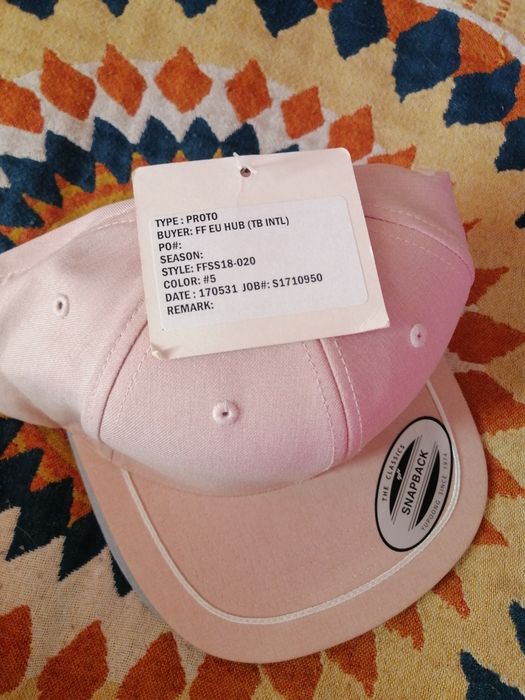 TYPE : PROTO
BUYER: FF EU HUB (TB INTL)
PO#:
SEASON:
STYLE: FFSS18-020
COLOR: #5
DATE : 170531 JOB#: S1710950
REMARK:
THE CLASSICS
SNAPBACK
YUPOONG SINCE 1974